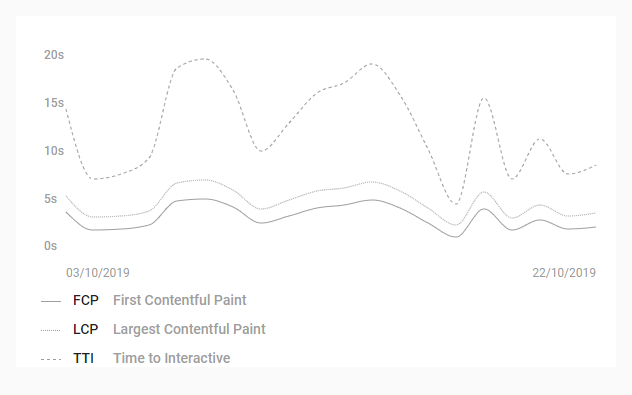 20s
15s
10s
5s
0s
03/10/2019 22/10/2019
FCP First Contentful Paint
LCP Largest Contentful Paint
TTI Time to Interactive